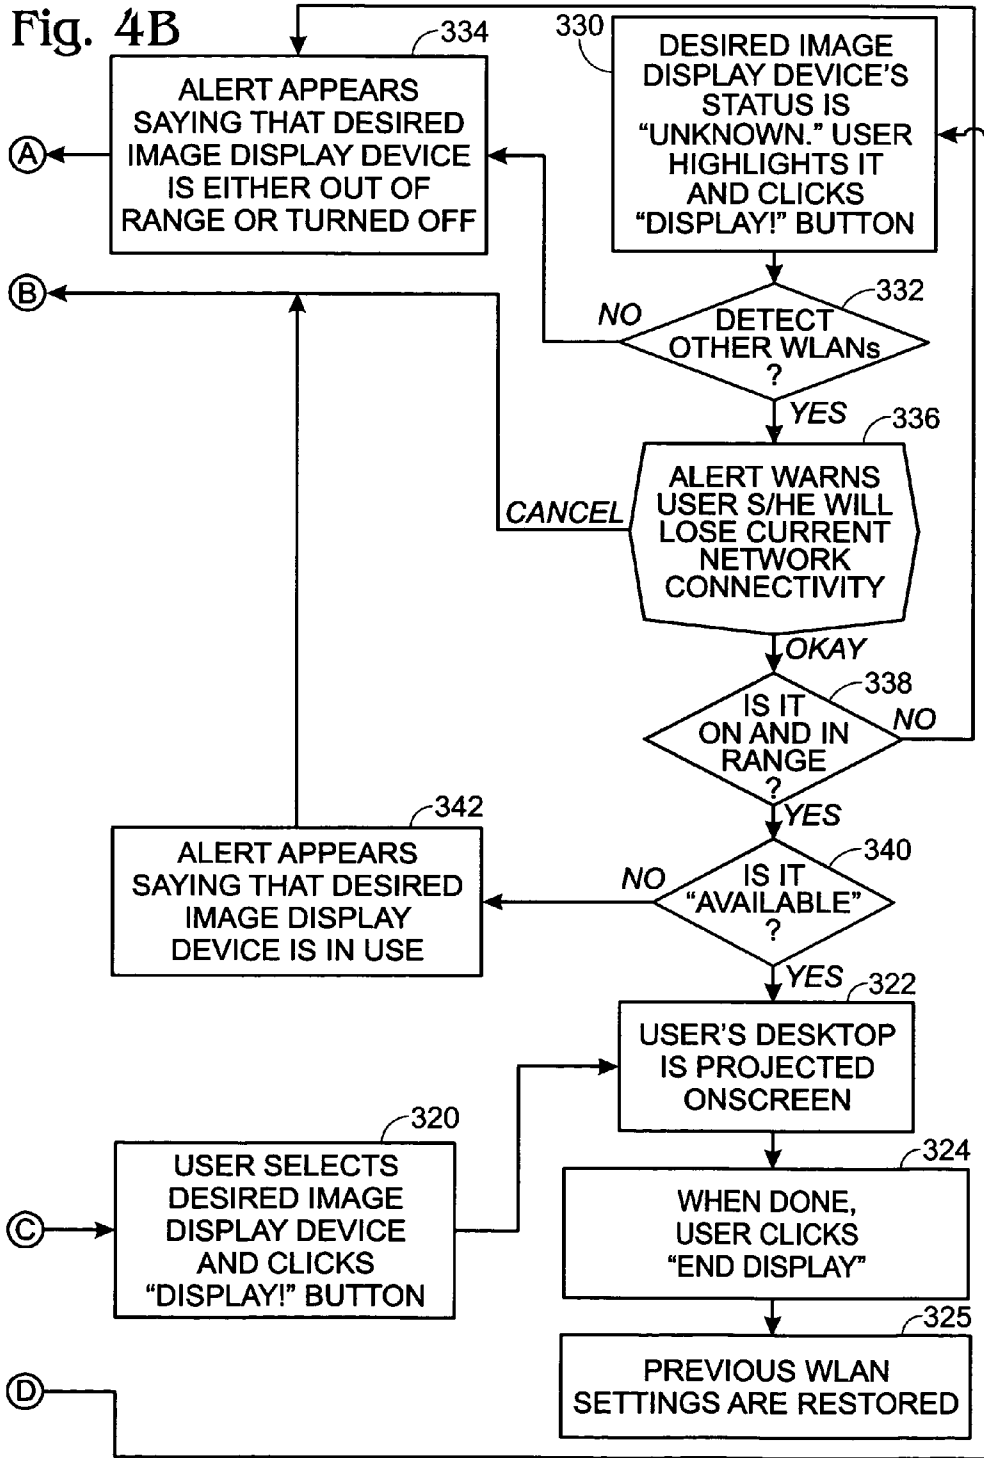 Fig. 4B
334
ALERT APPEARS
SAYING THAT DESIRED
IMAGE DISPLAY DEVICE
IS EITHER OUT OF
RANGE OR TURNED OFF
330
DESIRED IMAGE
DISPLAY DEVICE'S
STATUS IS
“UNKNOWN.” USER
HIGHLIGHTS IT
AND CLICKS
“DISPLAY!” BUTTON
A
B
NO
332
DETECT
OTHER WLANs
?
YES
336
ALERT WARNS
USER S/HE WILL
LOSE CURRENT
NETWORK
CONNECTIVITY
CANCEL
OKAY
338
IS IT
ON AND IN
RANGE
?
NO
YES
342
ALERT APPEARS
SAYING THAT DESIRED
IMAGE DISPLAY
DEVICE IS IN USE
NO
340
IS IT
“AVAILABLE”
?
YES
322
USER'S DESKTOP
IS PROJECTED
ONSCREEN
320
USER SELECTS
DESIRED IMAGE
DISPLAY DEVICE
AND CLICKS
“DISPLAY!” BUTTON
C
324
WHEN DONE,
USER CLICKS
“END DISPLAY”
325
PREVIOUS WLAN
SETTINGS ARE RESTORED
D